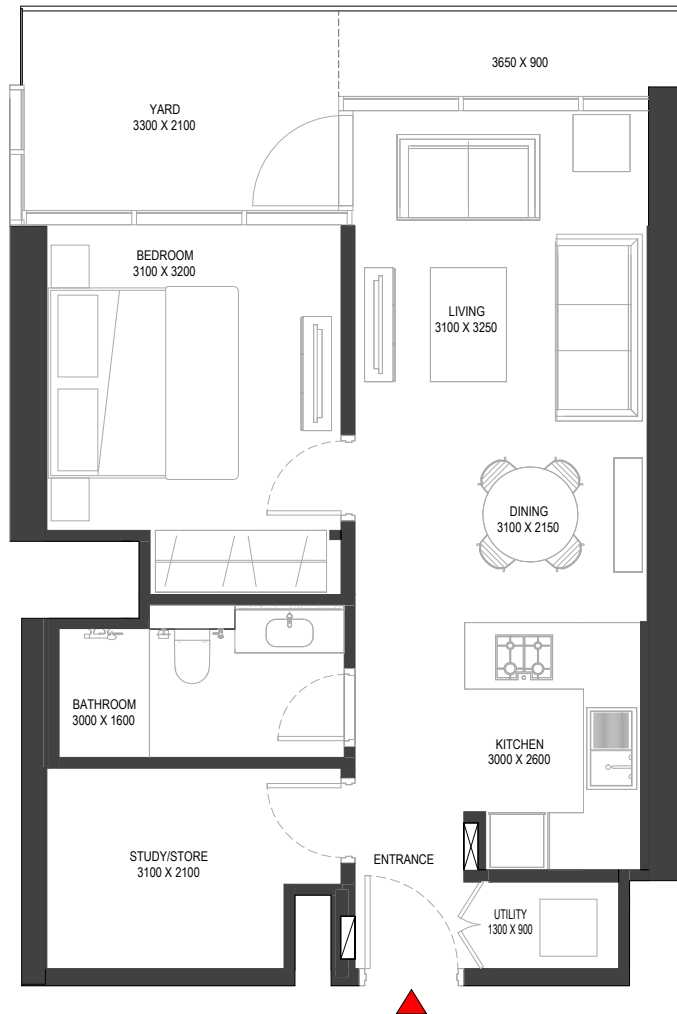 3650 X 900
YARD
3300 X 2100
BEDROOM
3100 X 3200
LIVING
3100 X 3250
DINING
3100 X 2150
BATHROOM
3000 X 1600
KITCHEN
3000 X 2600
STUDY/STORE
3100 X 2100
ENTRANCE
UTILITY
1300 X 900